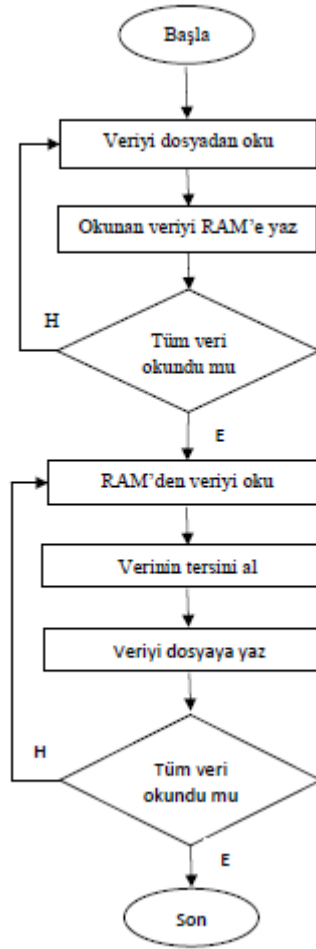 Başla
Veriyi dosyadan oku
Okunan veriyi RAM'e yaz
H
Tüm veri
okundu mu
E
RAM'den veriyi oku
Verinin tersini al
Veriyi dosyaya yaz
H
Tüm veri
okundu mu
E
Son